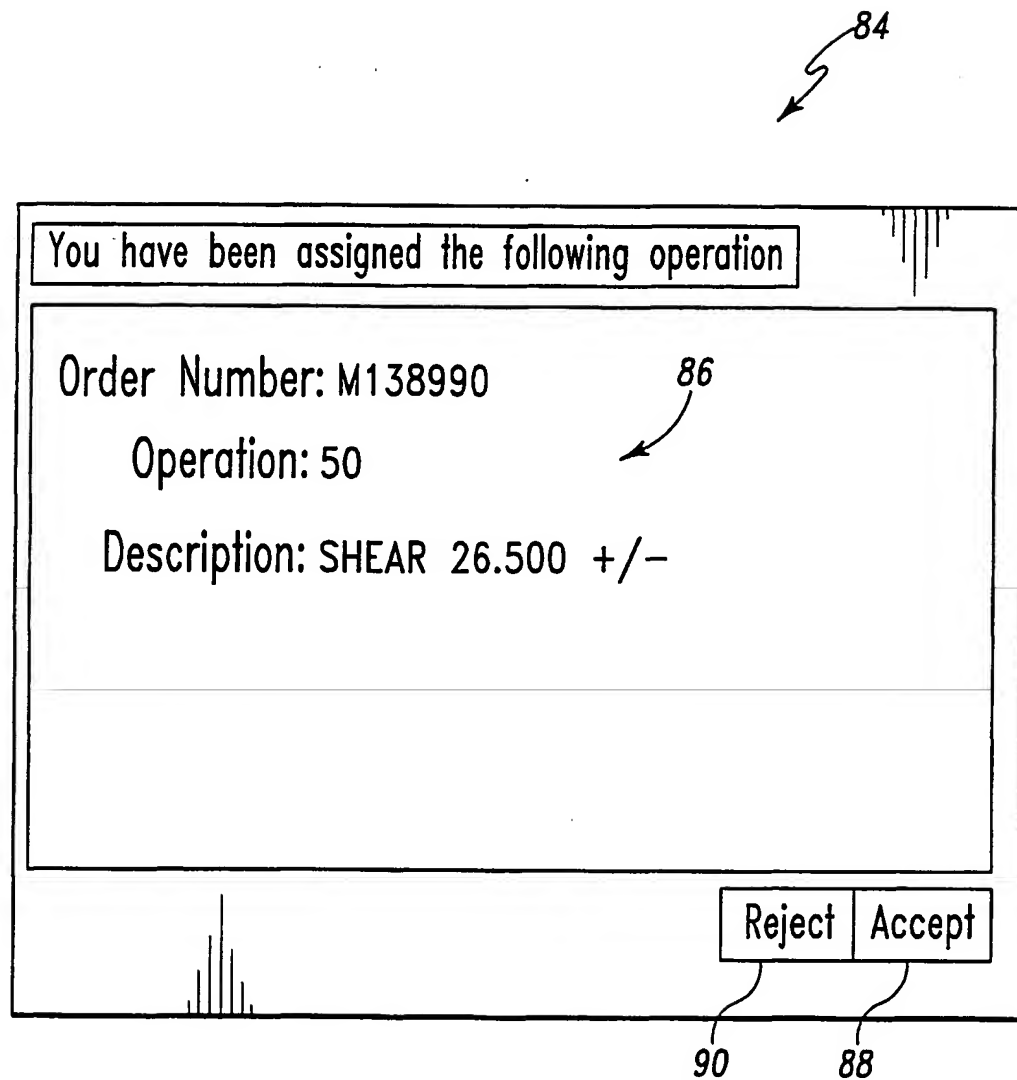 84
You have been assigned the following operation
Order Number: M138990
86
Operation: 50
Description: SHEAR 26.500 +/-
Reject Accept
90 88